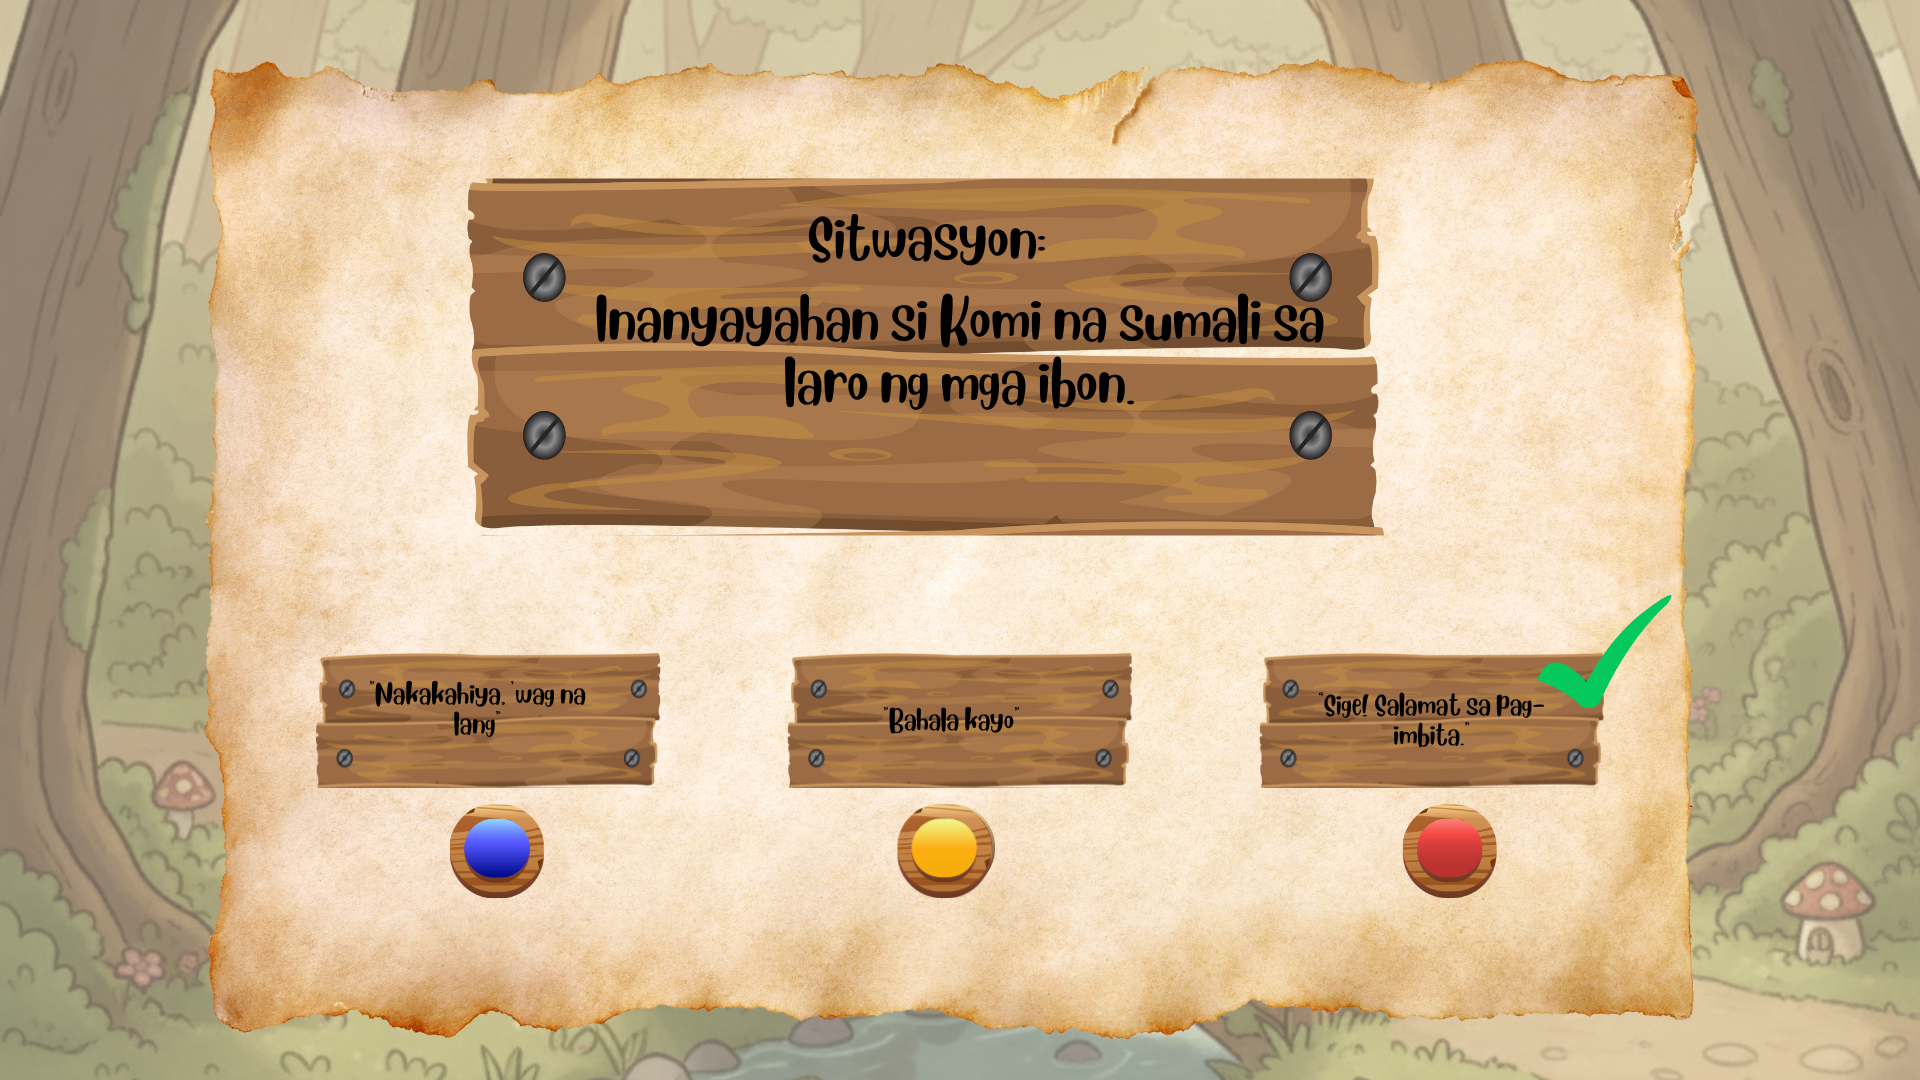 Sitwasyon:
Inanyayahan si Komi na sumali sa
laro ng mga ibon.
"Nakakahiya, 'wag na
lang"
"Bahala kayo"
"Sige! Salamat sa Pag-
imbita."